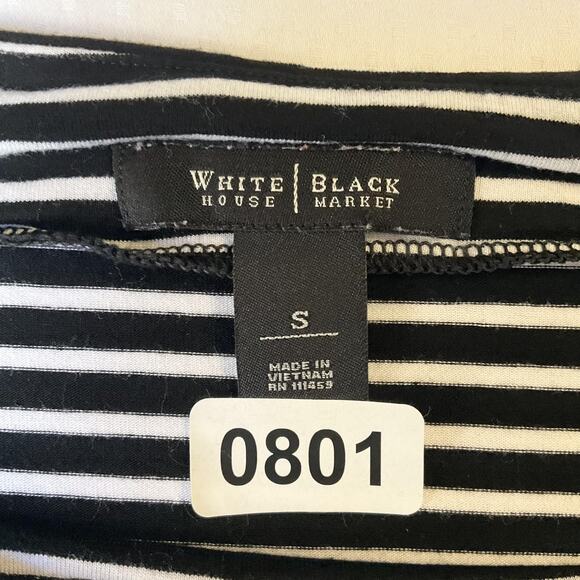 WHITE | BLACK
HOUSE | MARKET
S
MADE IN
VIETNAM
RN 111459
0801